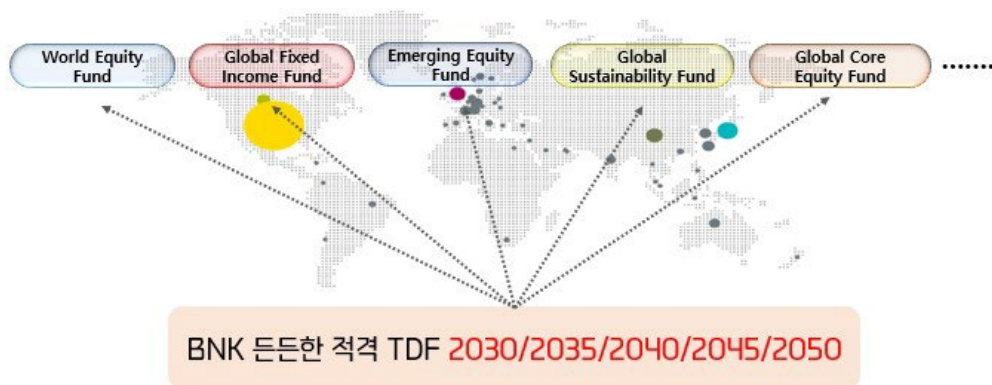 World Equity
Fund
Global Fixed
Income Fund
Emerging Equity
Fund
Global
Sustainability Fund
Global Core
Equity Fund
.......
BNK 든든한 적격 TDF 2030/2035/2040/2045/2050